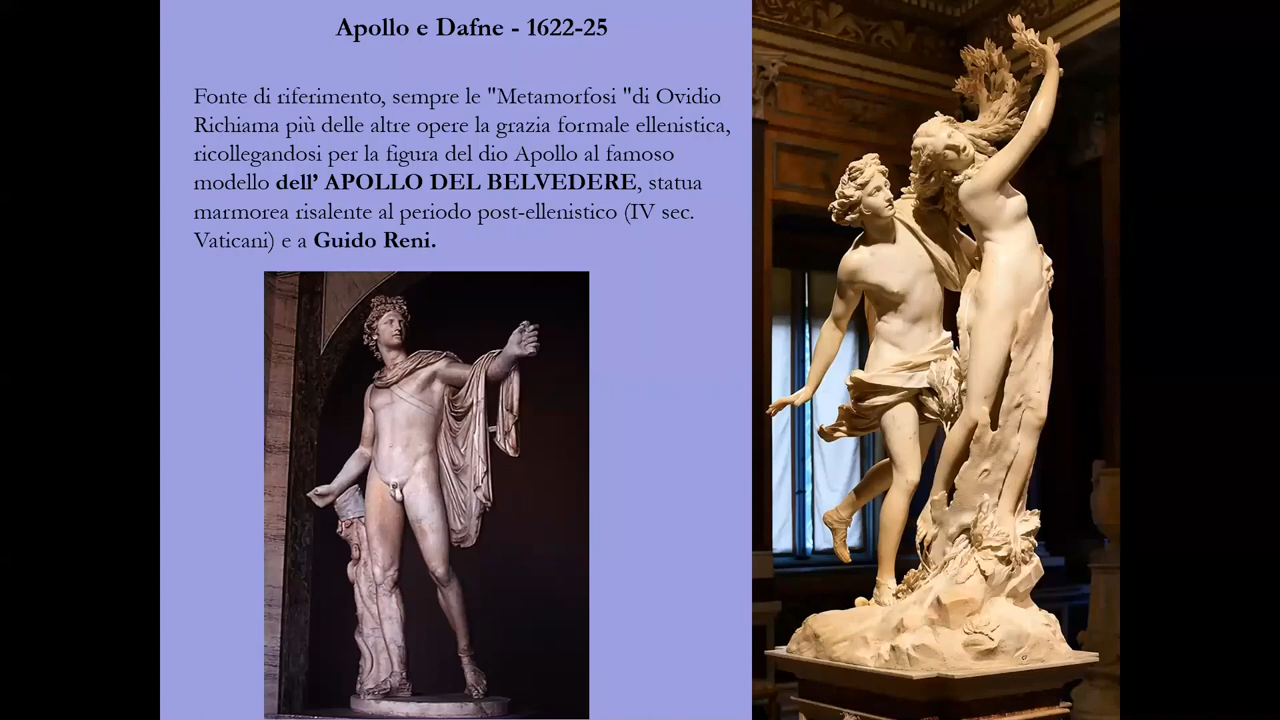 Apollo e Dafne - 1622-25
Fonte di riferimento, sempre le "Metamorfosi "di Ovidio
Richiama più delle altre opere la grazia formale ellenistica,
ricollegandosi per la figura del dio Apollo al famoso
modello dell' APOLLO DEL BELVEDERE, statua
marmorea risalente al periodo post-ellenistico (IV sec.
Vaticani) e a Guido Reni.